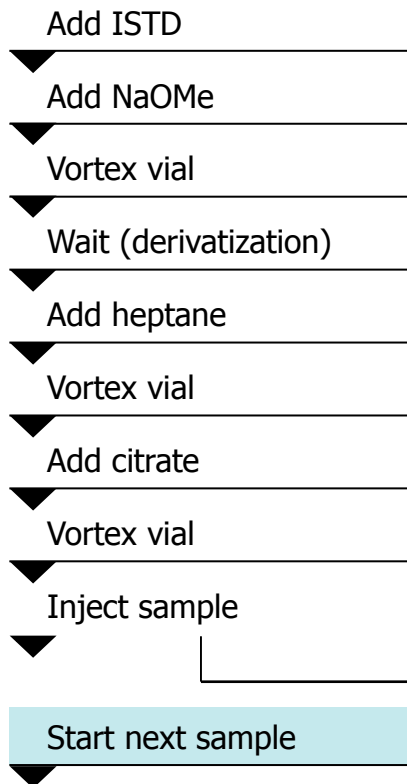 Add ISTD
Add NaOMe
Vortex vial
Wait (derivatization)
Add heptane
Vortex vial
Add citrate
Vortex vial
Inject sample
Start next sample